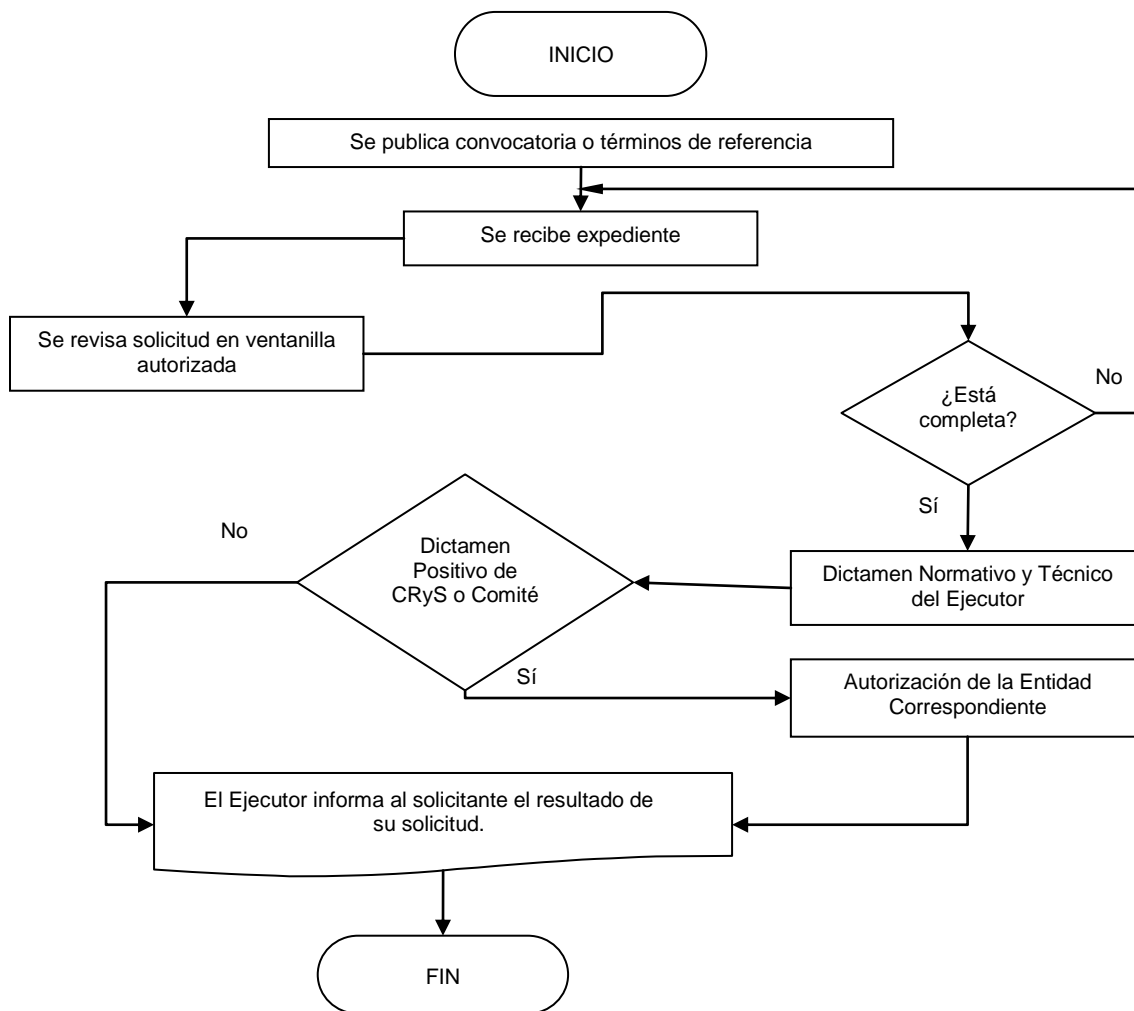 INICIO
Se publica convocatoria o términos de referencia
Se recibe expediente
Se revisa solicitud en ventanilla
autorizada
¿Está
completa?
No
Sí
Dictamen Normativo y Técnico
del Ejecutor
Dictamen
Positivo de
CRyS o Comité
No
Sí
Autorización de la Entidad
Correspondiente
El Ejecutor informa al solicitante el resultado de
su solicitud.
FIN